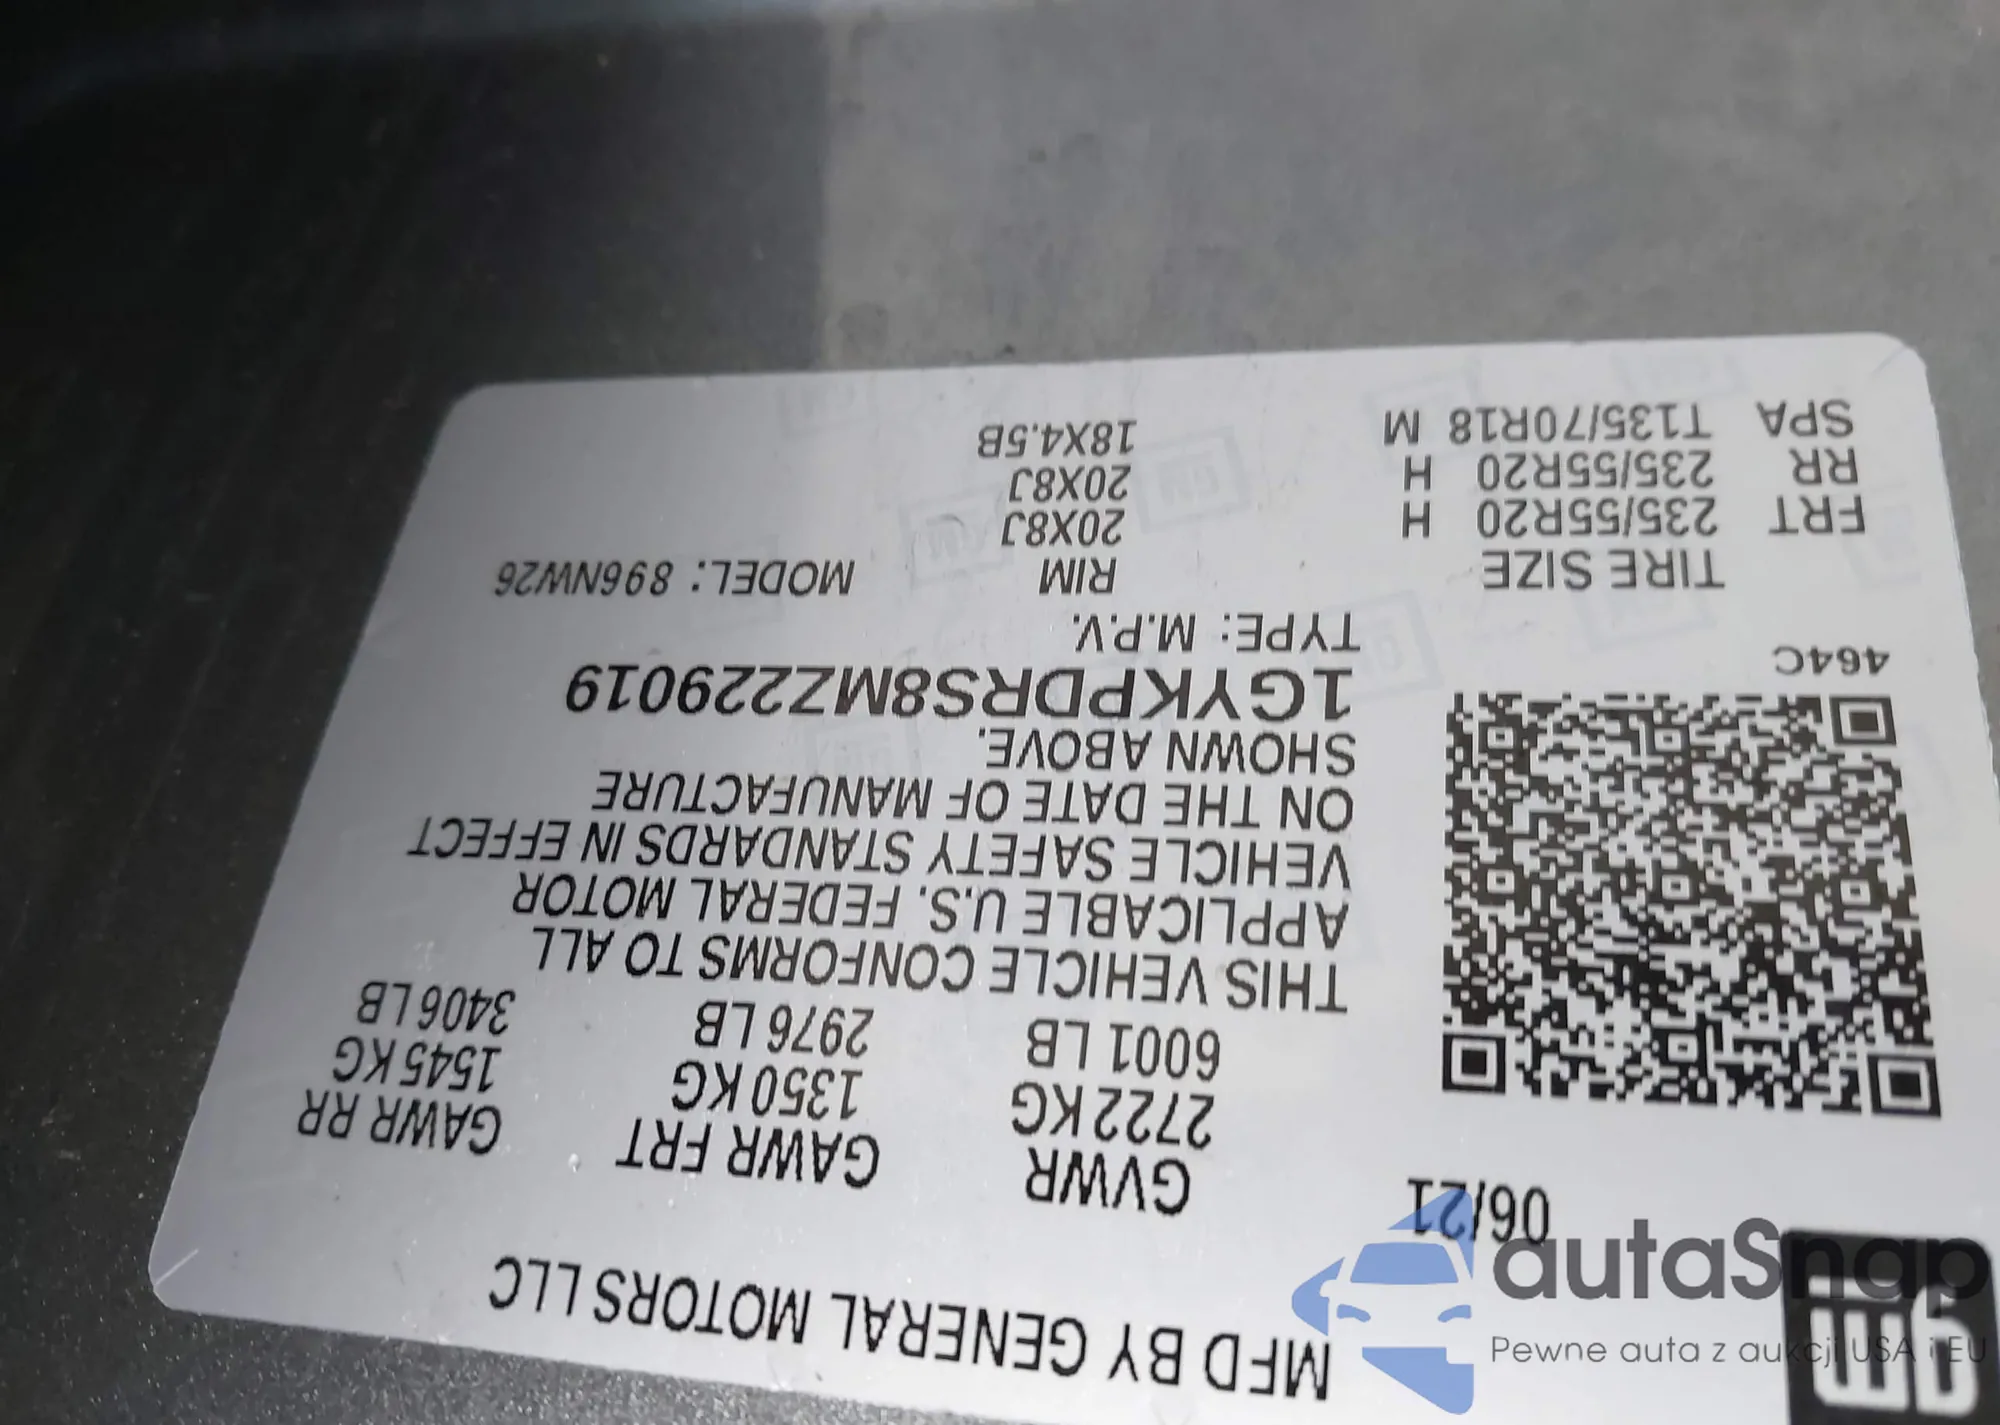 GM
MFD BY GENERAL MOTORS LLC
06/21
GVWR GAWR FRT GAWR RR
2722 KG 1350 KG 1545 KG
6001 LB 2976 LB 3406 LB
THIS VEHICLE CONFORMS TO ALL
APPLICABLE U.S. FEDERAL MOTOR
VEHICLE SAFETY STANDARDS IN EFFECT
ON THE DATE OF MANUFACTURE
SHOWN ABOVE.
1GYKPDRS8MZ229019
TYPE: M.P.V.
464C
TIRE SIZE RIM MODEL: 896NW26
FRT 235/55R20 H 20X8J
RR 235/55R20 H 20X8J
SPA T135/70R18 M 18X4.5B
autaSnap
Pewne auta z aukcji USA i EU